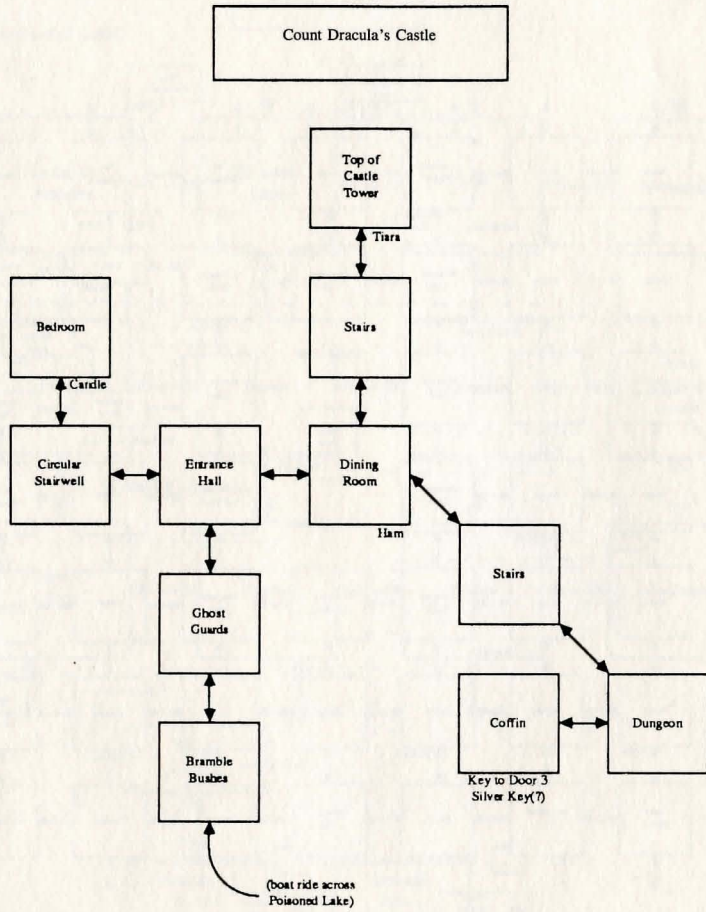 Count Dracula's Castle
Top of
Castle
Tower
Tiara
Bedroom
Stairs
Candle
Circular
Stairwell
Entrance
Hall
Dining
Room
Ham
Stairs
Ghost
Guards
Coffin
Dungeon
Key to Door 3
Silver Key(7)
Bramble
Bushes
(boat ride across
Poisoned Lake)